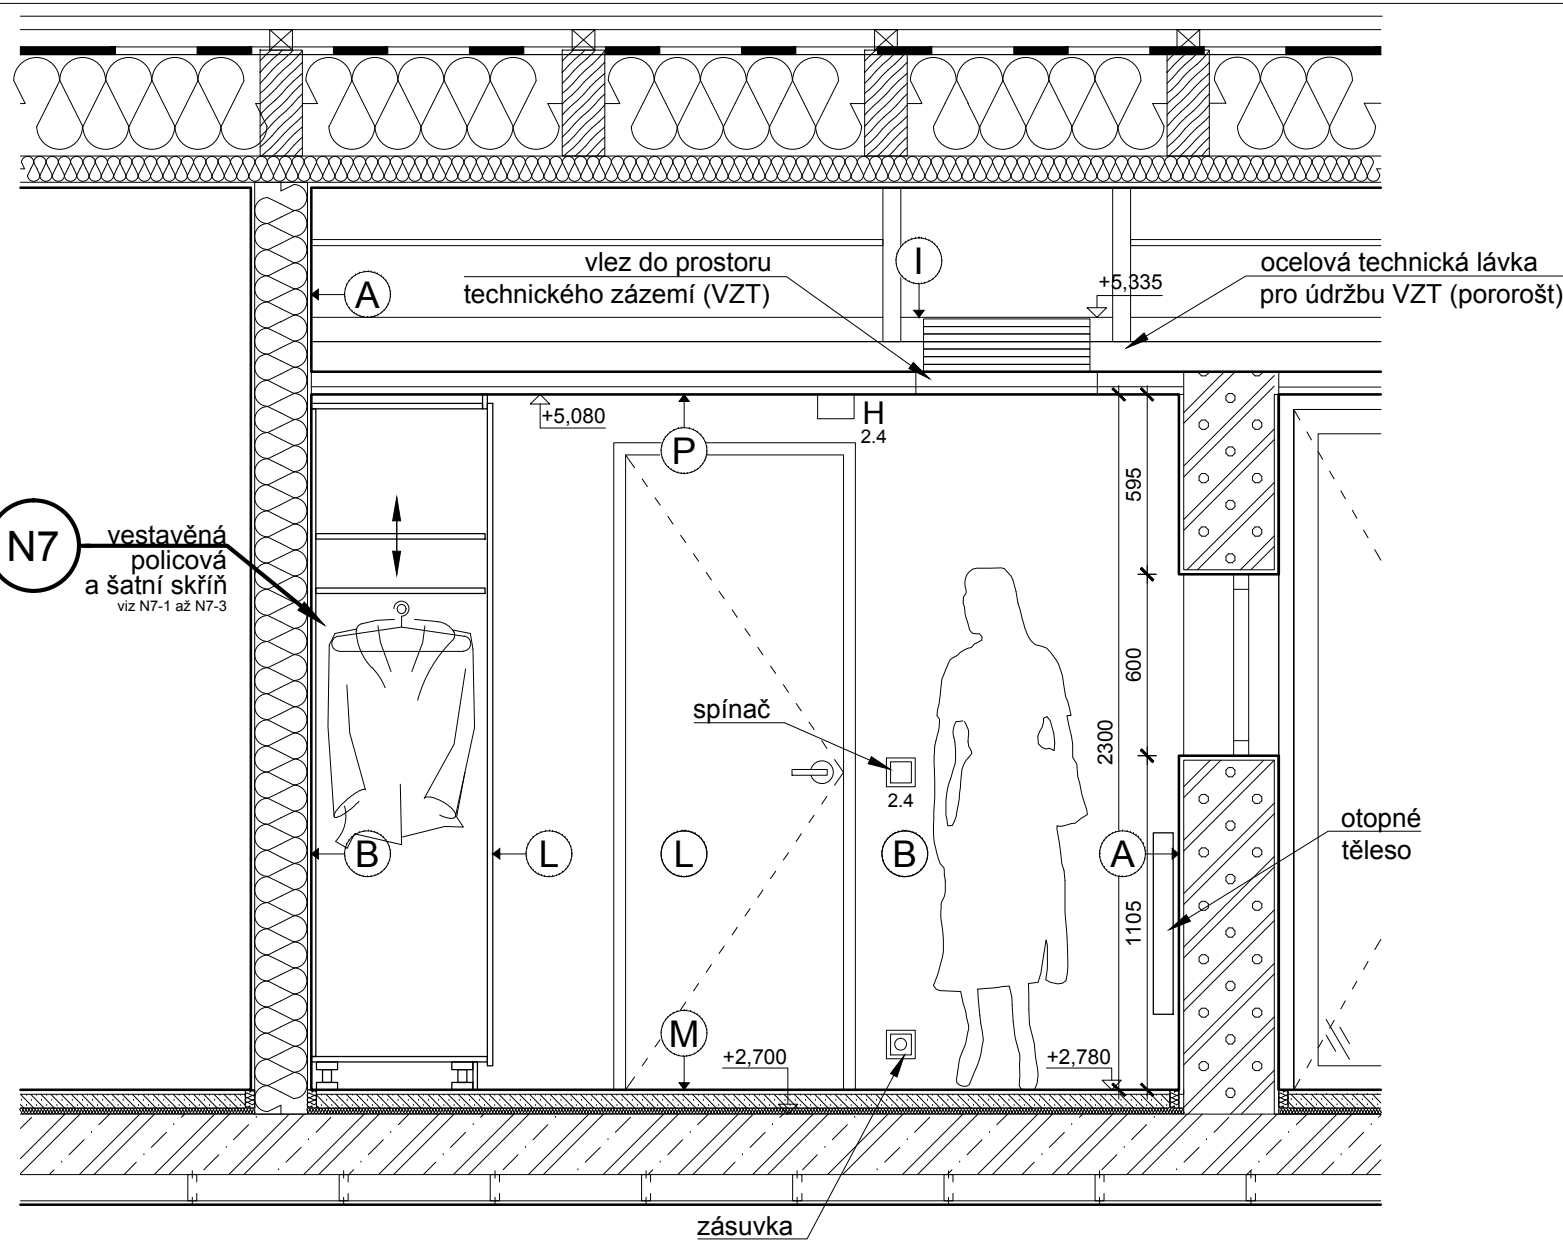 vlez do prostoru
technického zázemí (VZT)
I
+5,335
ocelová technická lávka
pro údržbu VZT (pororošt)
A
+5,080
P
H
2.4
595
N7
vestavěná
policová
a šatní skříň
viz N7-1 až N7-3
600
spínač
2300
2.4
otopné
těleso
B
L
L
B
A
1105
M
+2,700
+2,780
zásuvka